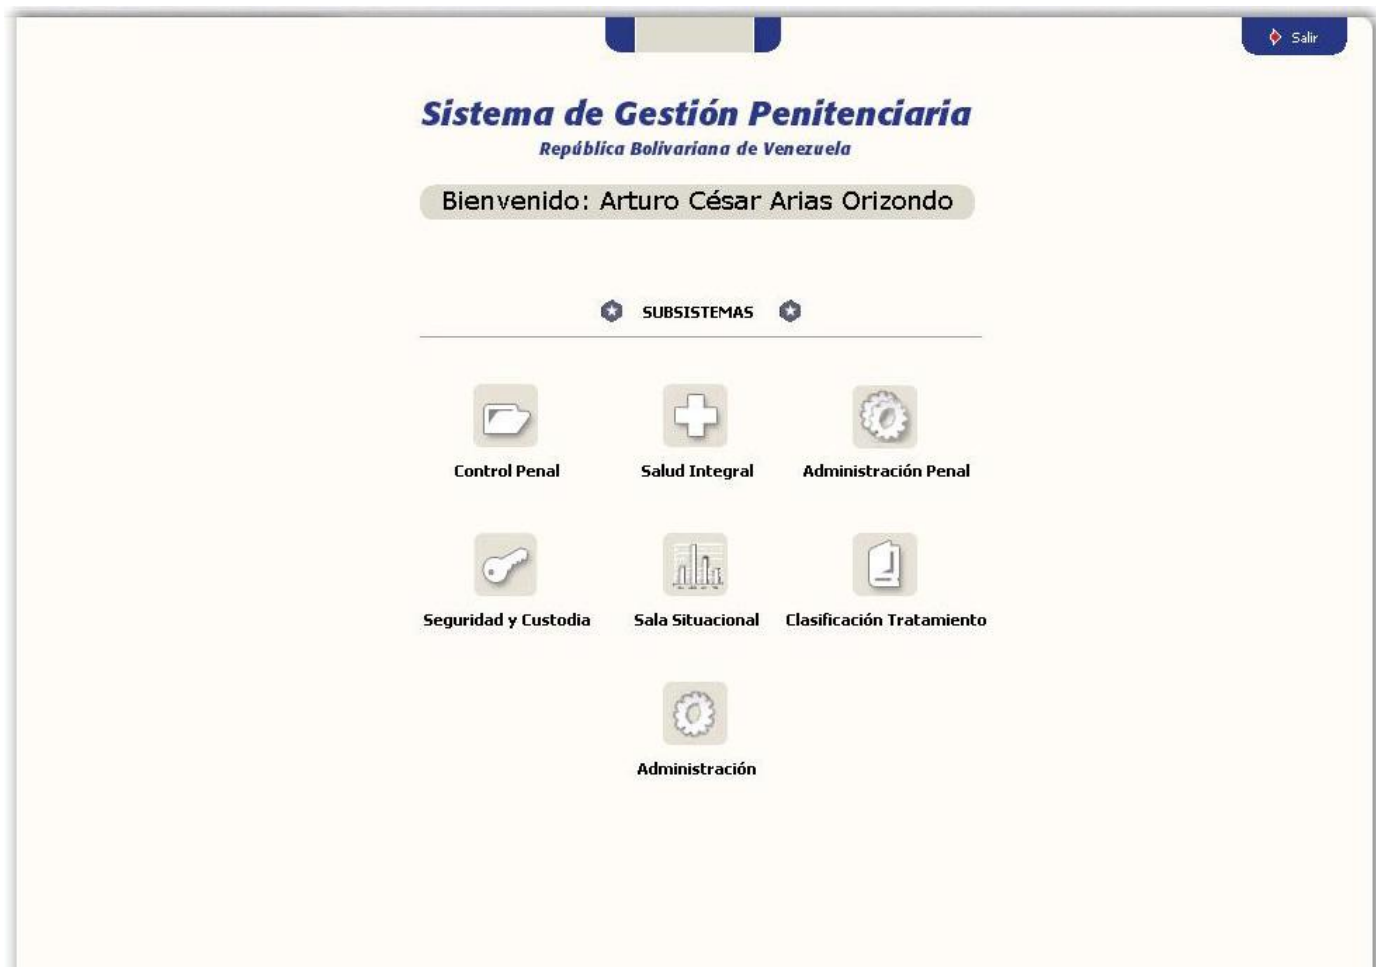 Salir
Sistema de Gestión Penitenciaria
República Bolivariana de Venezuela
Bienvenido: Arturo César Arias Orizondo
SUBSISTEMAS
Control Penal
Salud Integral
Administración Penal
Seguridad y Custodia
Sala Situacional
Clasificación Tratamiento
Administración